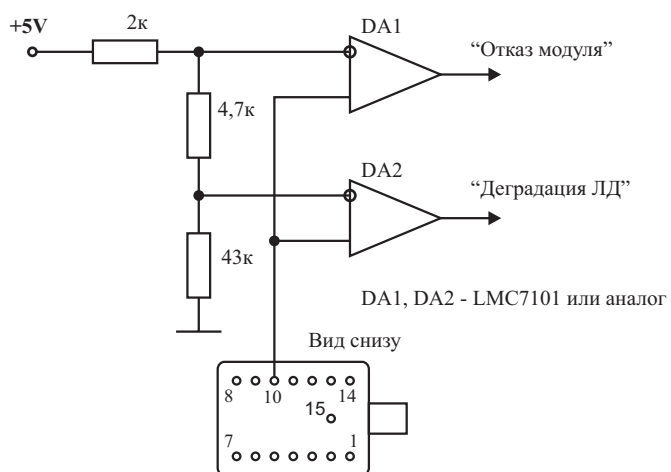 +5V
2к
DA1
“Отказ модуля”
4,7к
DA2
“Деградация ЛД”
43к
DA1, DA2 - LMC7101 или аналог
Вид снизу
8
10
14
15
7
1